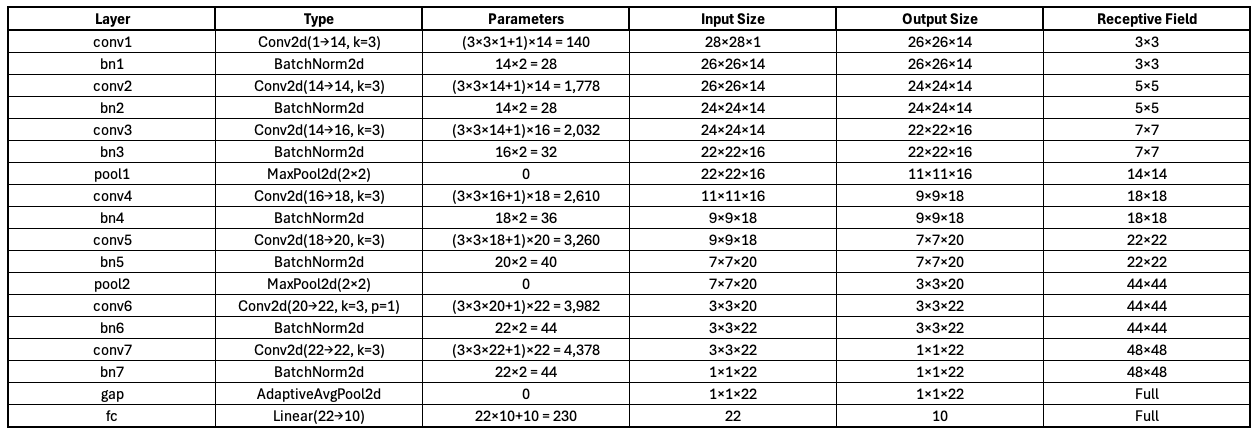 Layer Type Parameters Input Size Output Size Receptive Field
conv1 Conv2d(1→14, k=3) (3×3×1+1)×14 = 140 28×28×1 26×26×14 3×3
bn1 BatchNorm2d 14×2 = 28 26×26×14 26×26×14 3×3
conv2 Conv2d(14→14, k=3) (3×3×14+1)×14 = 1,778 26×26×14 24×24×14 5×5
bn2 BatchNorm2d 14×2 = 28 24×24×14 24×24×14 5×5
conv3 Conv2d(14→16, k=3) (3×3×14+1)×16 = 2,032 24×24×14 22×22×16 7×7
bn3 BatchNorm2d 16×2 = 32 22×22×16 22×22×16 7×7
pool1 MaxPool2d(2×2) 0 22×22×16 11×11×16 14×14
conv4 Conv2d(16→18, k=3) (3×3×16+1)×18 = 2,610 11×11×16 9×9×18 18×18
bn4 BatchNorm2d 18×2 = 36 9×9×18 9×9×18 18×18
conv5 Conv2d(18→20, k=3) (3×3×18+1)×20 = 3,260 9×9×18 7×7×20 22×22
bn5 BatchNorm2d 20×2 = 40 7×7×20 7×7×20 22×22
pool2 MaxPool2d(2×2) 0 7×7×20 3×3×20 44×44
conv6 Conv2d(20→22, k=3, p=1) (3×3×20+1)×22 = 3,982 3×3×20 3×3×22 44×44
bn6 BatchNorm2d 22×2 = 44 3×3×22 3×3×22 44×44
conv7 Conv2d(22→22, k=3) (3×3×22+1)×22 = 4,378 3×3×22 1×1×22 48×48
bn7 BatchNorm2d 22×2 = 44 1×1×22 1×1×22 48×48
gap AdaptiveAvgPool2d 0 1×1×22 1×1×22 Full
fc Linear(22→10) 22×10+10 = 230 22 10 Full